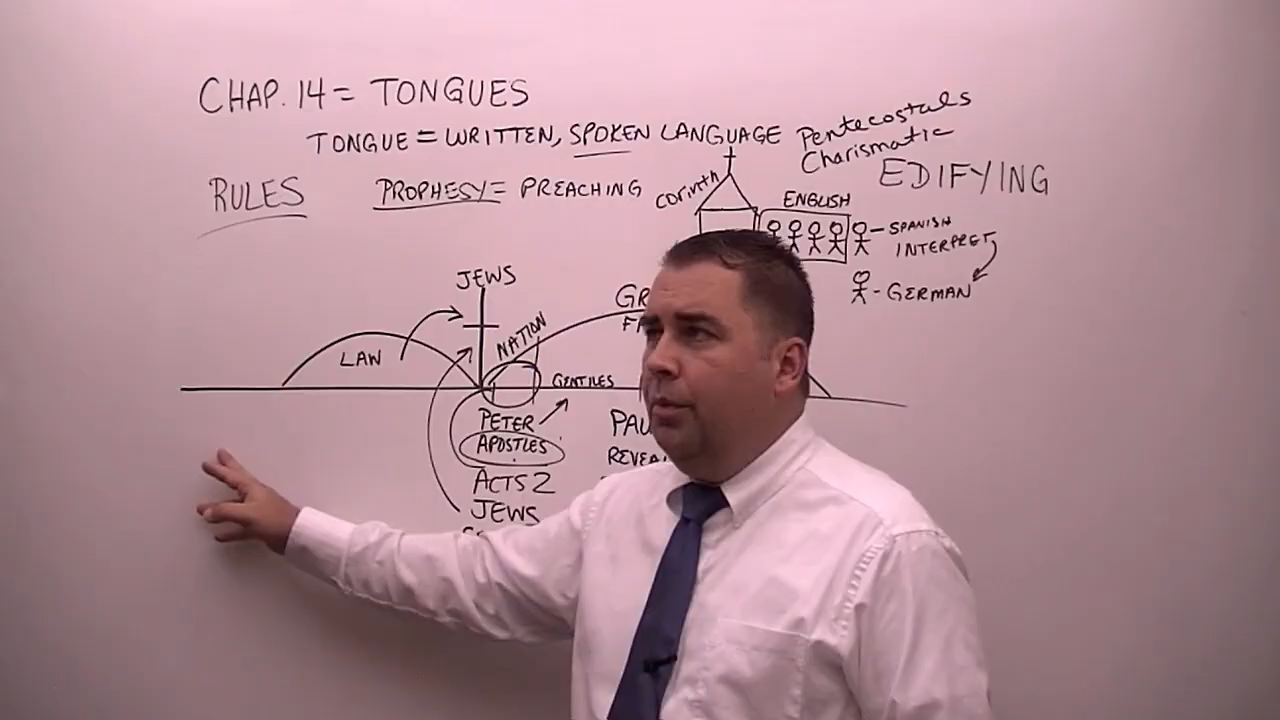 CHAP. 14 = TONGUES
TONGUE = WRITTEN, SPOKEN LANGUAGE
Pentecostals
Charismatic
EDIFYING
RULES
PROPHESY = PREACHING
Corinth
ENGLISH
SPANISH
INTERPRET
GERMAN
JEWS
NATION
LAW
GENTILES
PETER
APOSTLES
ACTS 2
JEWS